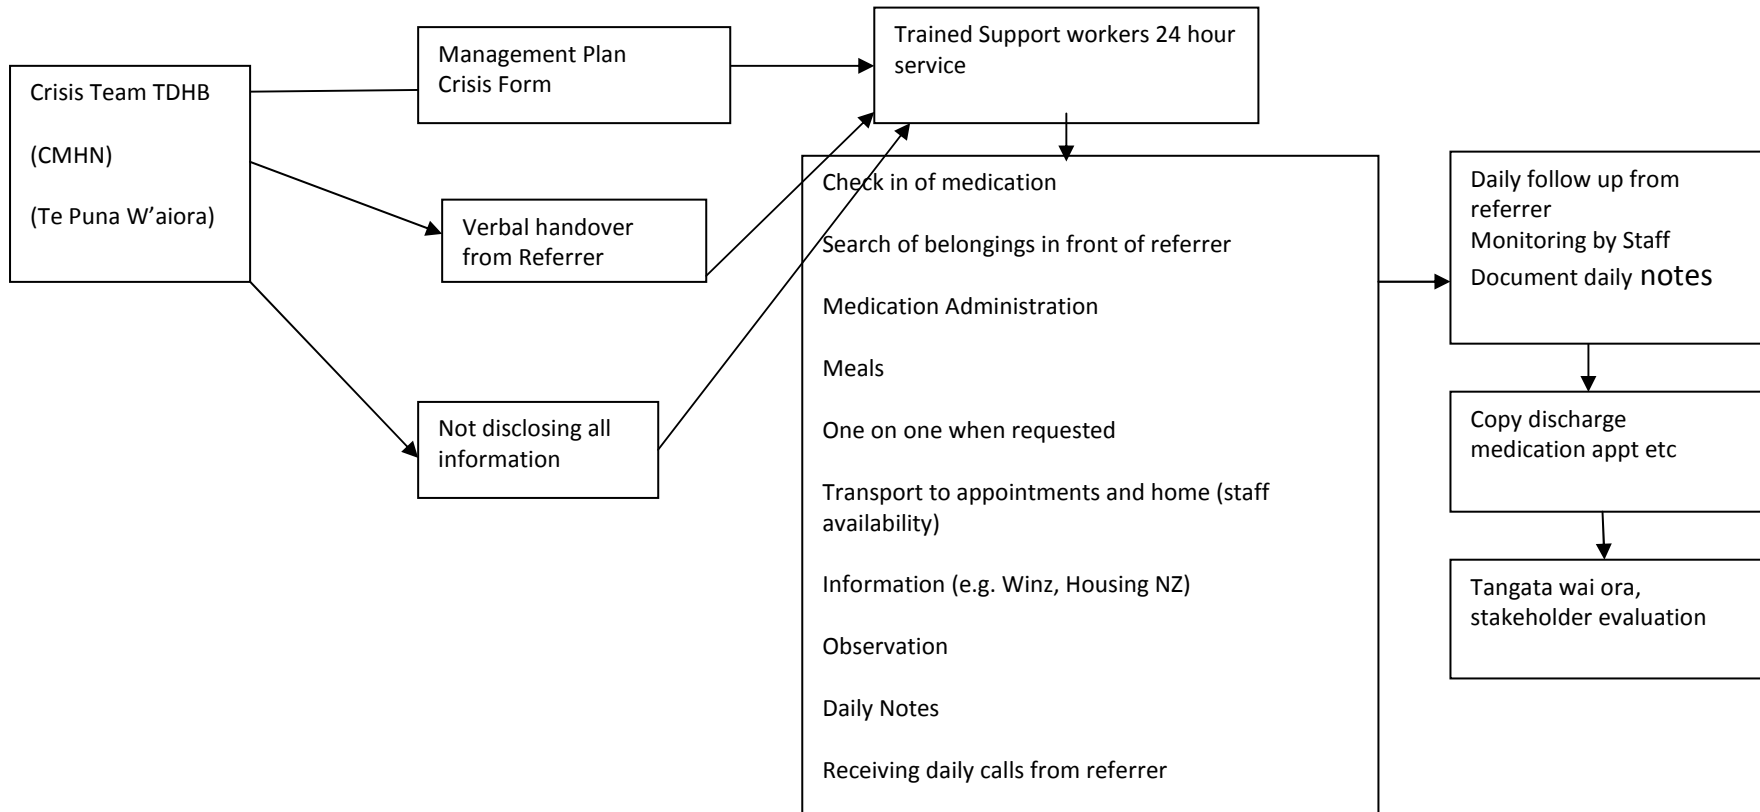 Crisis Team TDHB
(CMHN)
(Te Puna W’aiora)
Management Plan
Crisis Form
Verbal handover
from Referrer
Not disclosing all
information
Trained Support workers 24 hour
service
Check in of medication
Search of belongings in front of referrer
Medication Administration
Meals
One on one when requested
Transport to appointments and home (staff
availability)
Information (e.g. Winz, Housing NZ)
Observation
Daily Notes
Receiving daily calls from referrer
Daily follow up from
referrer
Monitoring by Staff
Document daily notes
Copy discharge
medication appt etc
Tangata wai ora,
stakeholder evaluation